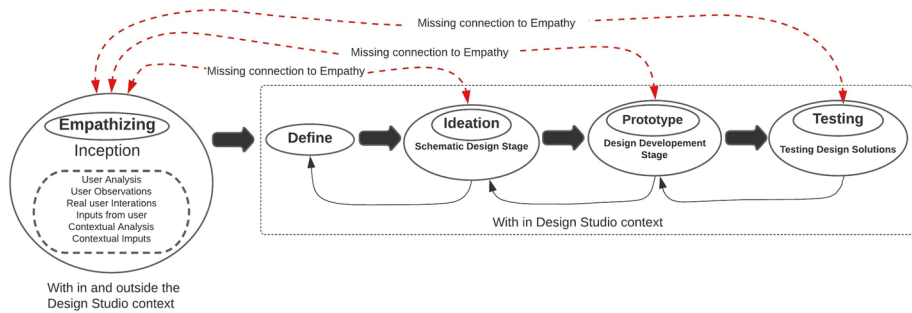 Missing connection to Empathy
Missing connection to Empathy
Missing connection to Empathy
Empathizing
Inception
User Analysis
User Observations
Real user Interations
Inputs from user
Contextual Analysis
Contextual Imputs
With in and outside the
Design Studio context
Define
Ideation
Schematic Design Stage
Prototype
Design Developement
Stage
Testing
Testing Design Solutions
With in Design Studio context